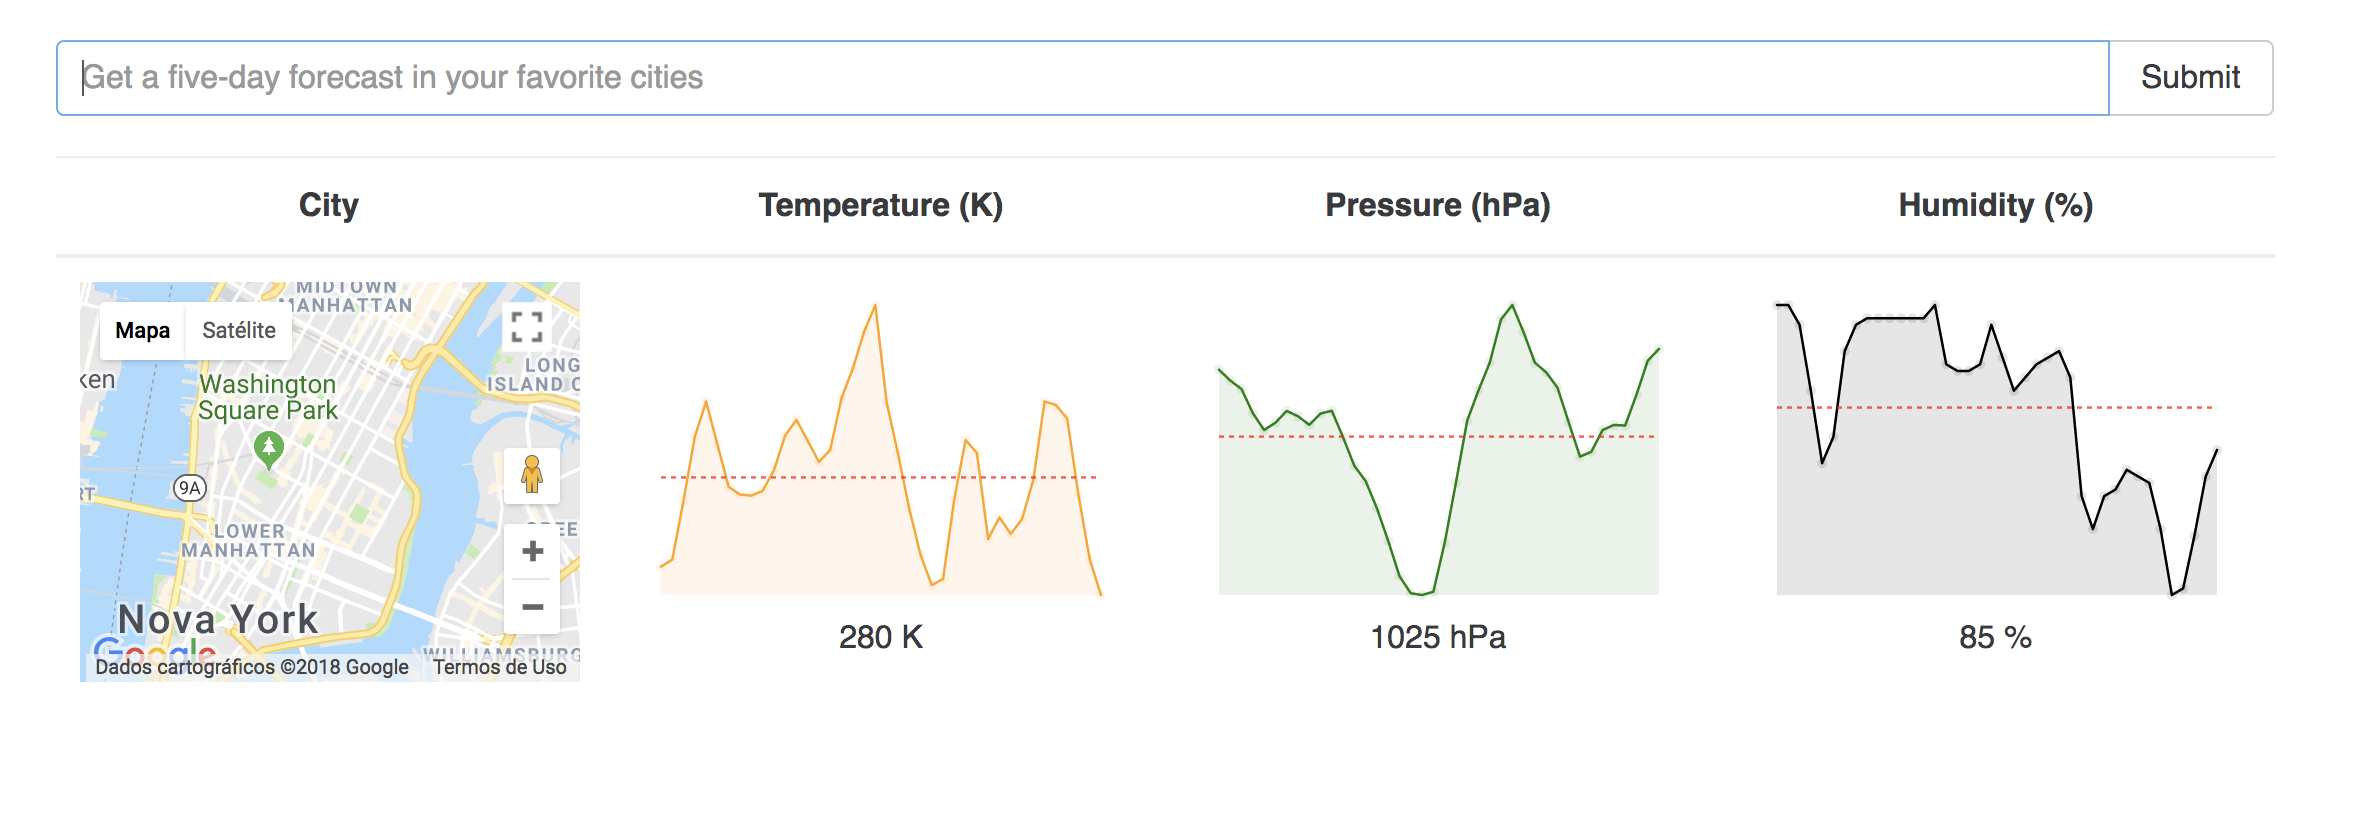 Get a five-day forecast in your favorite cities
Submit
City
Temperature (K)
Pressure (hPa)
Humidity (%)
MIDTOWN
MANHATTAN
Mapa
Satélite
LONG
ISLAND C
ken
Washington
Square Park
9A
RT
LOWER
MANHATTAN
REE
+
−
Nova York
Google
WILLIAMSBURG
Dados cartográficos ©2018 Google
Termos de Uso
280 K
1025 hPa
85 %